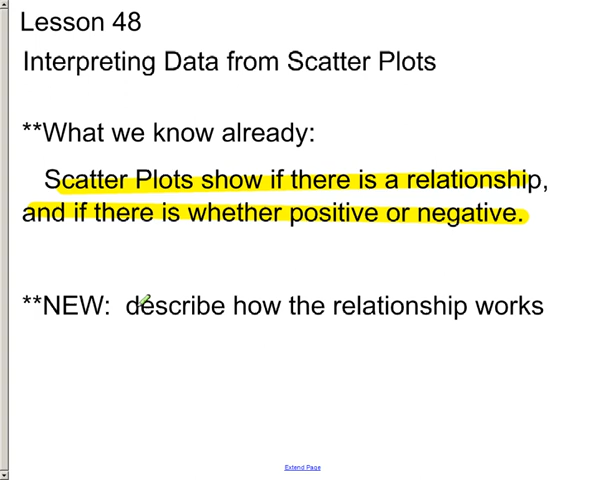 Lesson 48
Interpreting Data from Scatter Plots
**What we know already:
Scatter Plots show if there is a relationship,
and if there is whether positive or negative.
**NEW: describe how the relationship works
Extend Page